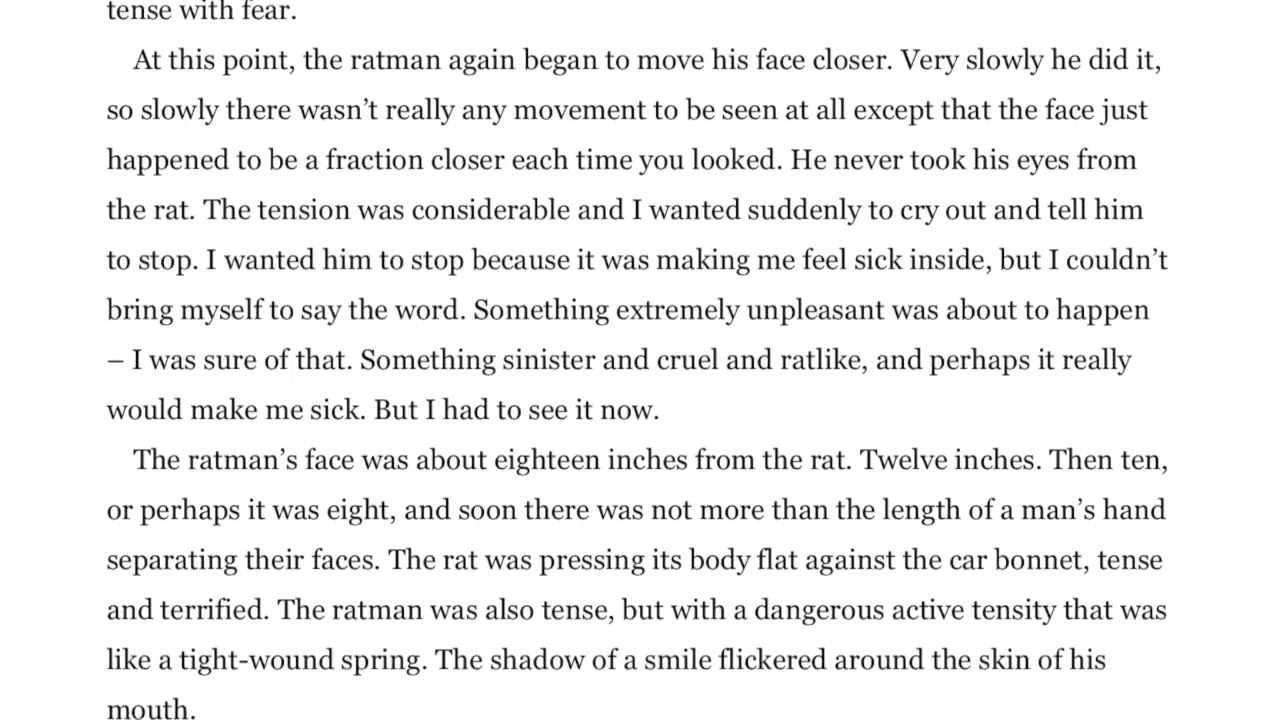 tense with fear.
At this point, the ratman again began to move his face closer. Very slowly he did it,
so slowly there wasn’t really any movement to be seen at all except that the face just
happened to be a fraction closer each time you looked. He never took his eyes from
the rat. The tension was considerable and I wanted suddenly to cry out and tell him
to stop. I wanted him to stop because it was making me feel sick inside, but I couldn’t
bring myself to say the word. Something extremely unpleasant was about to happen
– I was sure of that. Something sinister and cruel and ratlike, and perhaps it really
would make me sick. But I had to see it now.
The ratman’s face was about eighteen inches from the rat. Twelve inches. Then ten,
or perhaps it was eight, and soon there was not more than the length of a man’s hand
separating their faces. The rat was pressing its body flat against the car bonnet, tense
and terrified. The ratman was also tense, but with a dangerous active tensity that was
like a tight-wound spring. The shadow of a smile flickered around the skin of his
mouth.